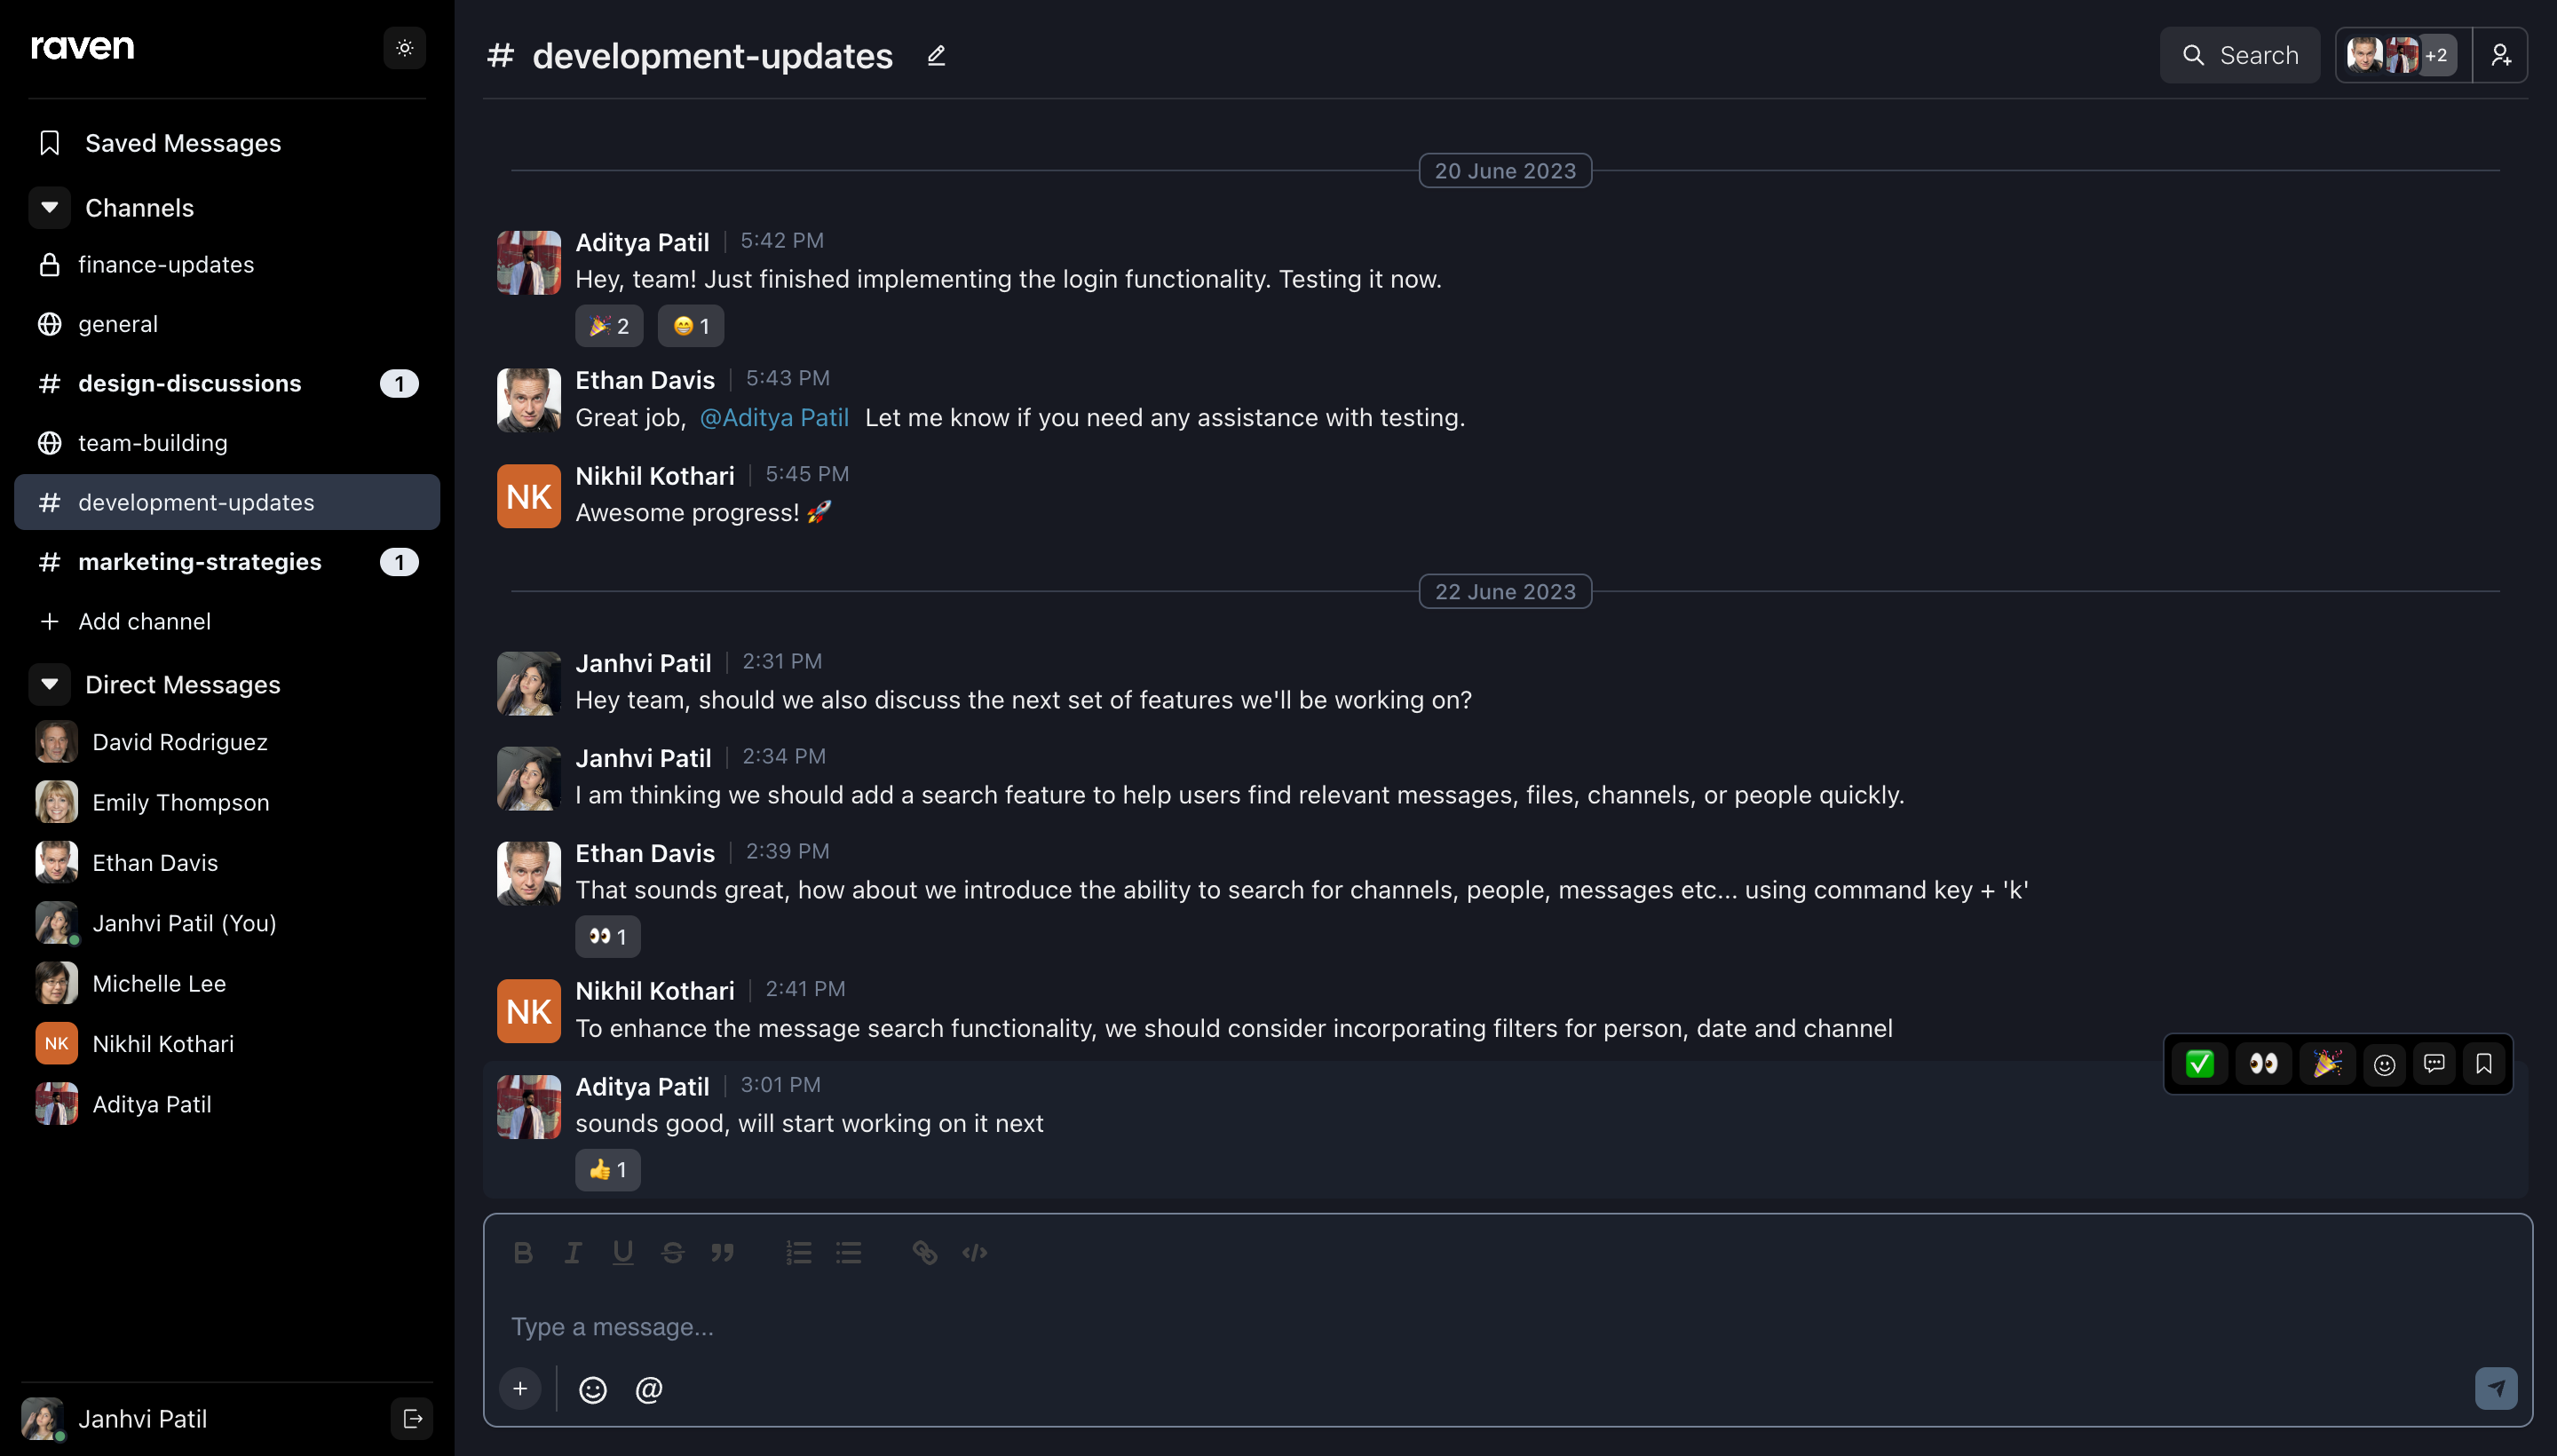 raven
Saved Messages
Channels
finance-updates
general
# design-discussions 1
team-building
# development-updates
# marketing-strategies 1
+ Add channel
Direct Messages
David Rodriguez
Emily Thompson
Ethan Davis
Janhvi Patil (You)
Michelle Lee
NK Nikhil Kothari
Aditya Patil
Janhvi Patil
# development-updates
Search
+2
20 June 2023
Aditya Patil | 5:42 PM
Hey, team! Just finished implementing the login functionality. Testing it now.
🎉 2 😁 1
Ethan Davis | 5:43 PM
Great job, @Aditya Patil Let me know if you need any assistance with testing.
NK
Nikhil Kothari | 5:45 PM
Awesome progress! 🚀
22 June 2023
Janhvi Patil | 2:31 PM
Hey team, should we also discuss the next set of features we'll be working on?
Janhvi Patil | 2:34 PM
I am thinking we should add a search feature to help users find relevant messages, files, channels, or people quickly.
Ethan Davis | 2:39 PM
That sounds great, how about we introduce the ability to search for channels, people, messages etc... using command key + 'k'
👀 1
NK
Nikhil Kothari | 2:41 PM
To enhance the message search functionality, we should consider incorporating filters for person, date and channel
Aditya Patil | 3:01 PM
sounds good, will start working on it next
👍 1
B I U S
Type a message...
+ @